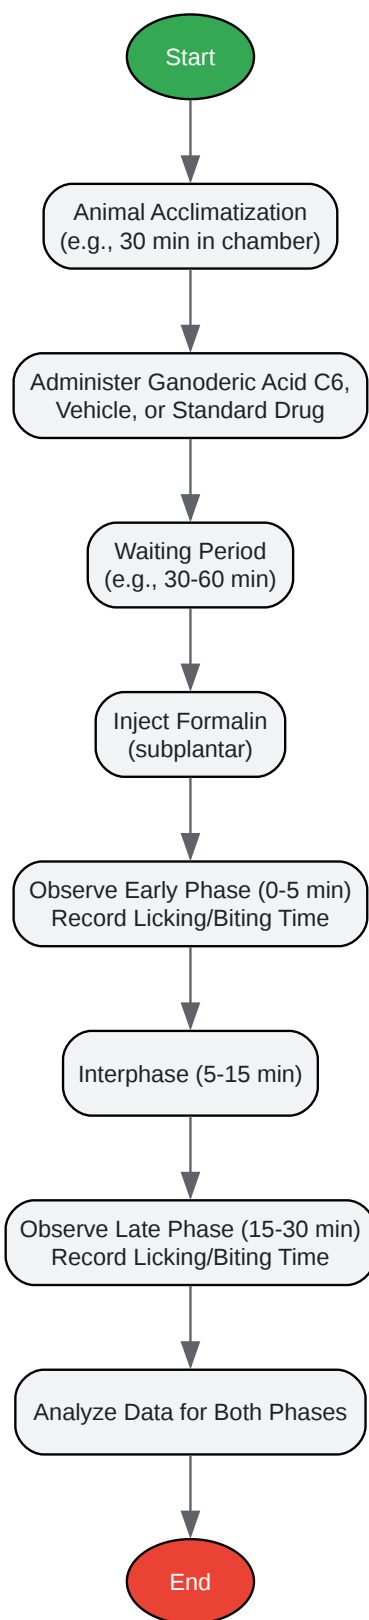 Start
Animal Acclimatization
(e.g., 30 min in chamber)
Administer Ganoderic Acid C6,
Vehicle, or Standard Drug
Waiting Period
(e.g., 30-60 min)
Inject Formalin
(subplantar)
Observe Early Phase (0-5 min)
Record Licking/Biting Time
Interphase (5-15 min)
Observe Late Phase (15-30 min)
Record Licking/Biting Time
Analyze Data for Both Phases
End